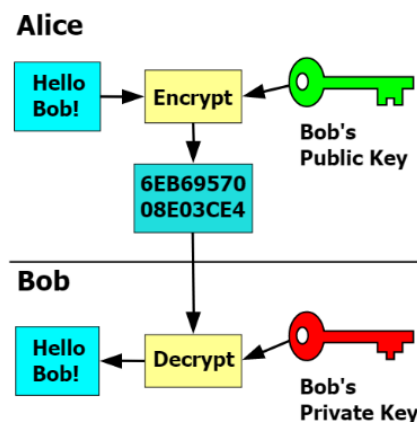 Alice
Hello
Bob!
Encrypt
Bob's
Public Key
6EB69570
08E03CE4
Bob
Hello
Bob!
Decrypt
Bob's
Private Key